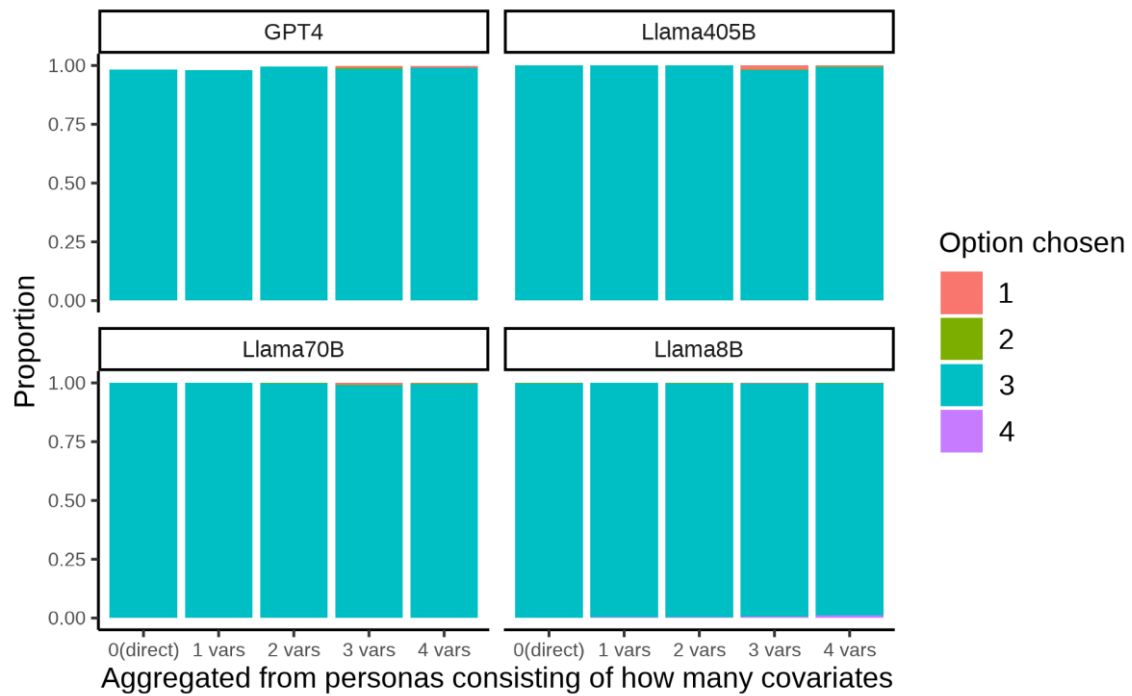 GPT4
Llama405B
1.00
0.75
0.50
0.25
0.00
Llama70B
Llama8B
1.00
0.75
0.50
0.25
0.00
Proportion
0(direct) 1 vars 2 vars 3 vars 4 vars
0(direct) 1 vars 2 vars 3 vars 4 vars
Aggregated from personas consisting of how many covariates
Option chosen
1
2
3
4